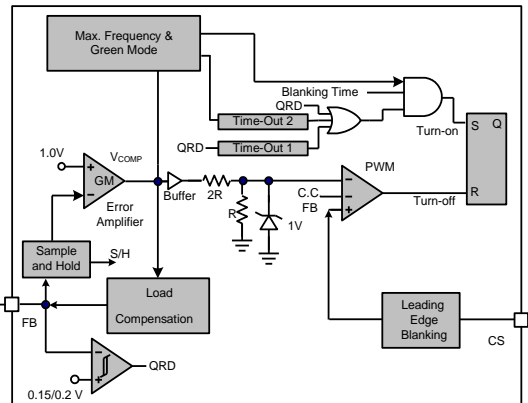 Max. Frequency &
Green Mode
Blanking Time
QRD
Time-Out 2
QRD
Time-Out 1
S
Q
R
Turn-on
Turn-off
1.0V
VCOMP
GM
Error
Amplifier
Buffer
2R
R
1V
C.C.
FB
PWM
Sample
and Hold
S/H
Load
Compensation
FB
Leading
Edge
Blanking
CS
QRD
0.15/0.2 V